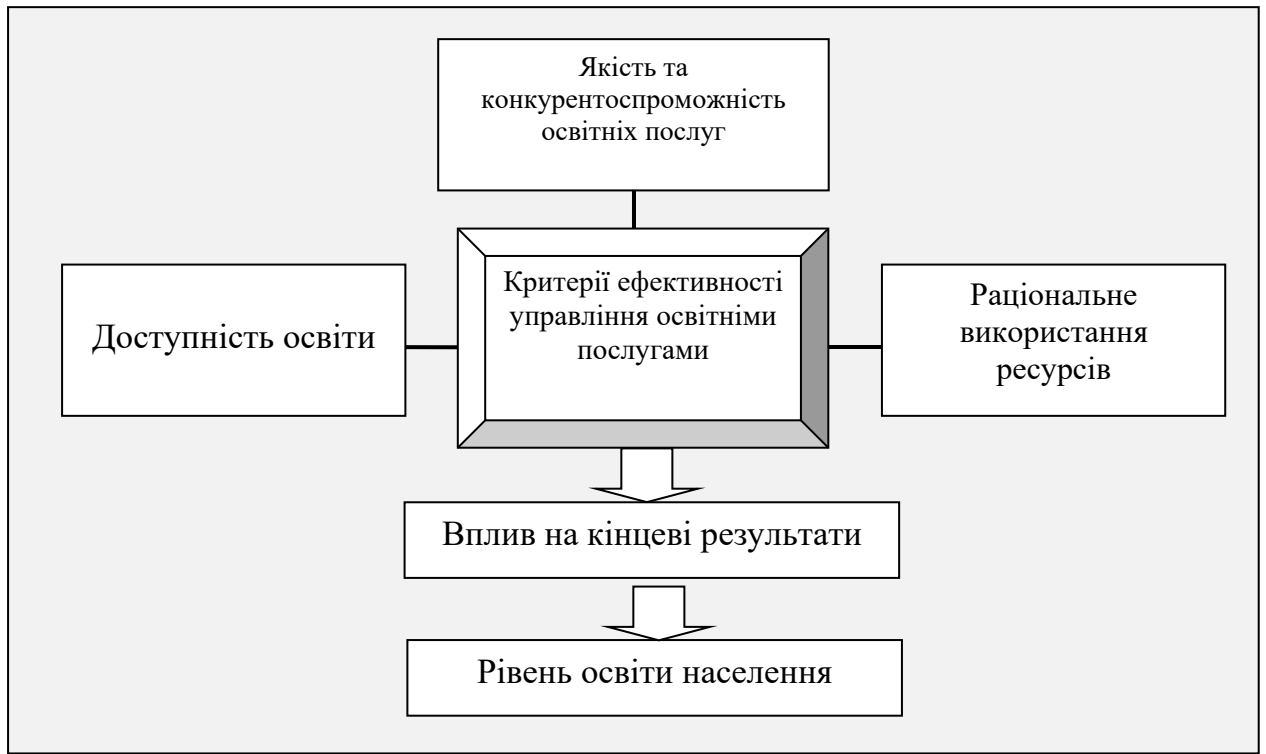 Якість та
конкурентоспроможність
освітніх послуг
Доступність освіти
Критерії ефективності
управління освітніми
послугами
Раціональне
використання
ресурсів
Вплив на кінцеві результати
Рівень освіти населення